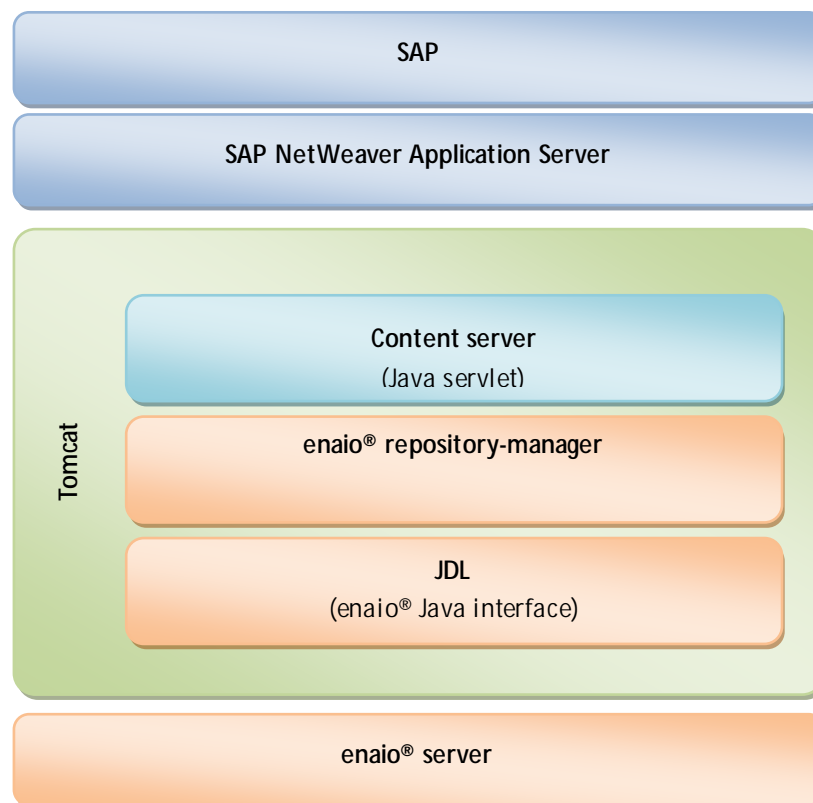 SAP
SAP NetWeaver Application Server
Tomcat
Content server
(Java servlet)
enaio® repository-manager
JDL
(enaio® Java interface)
enaio® server